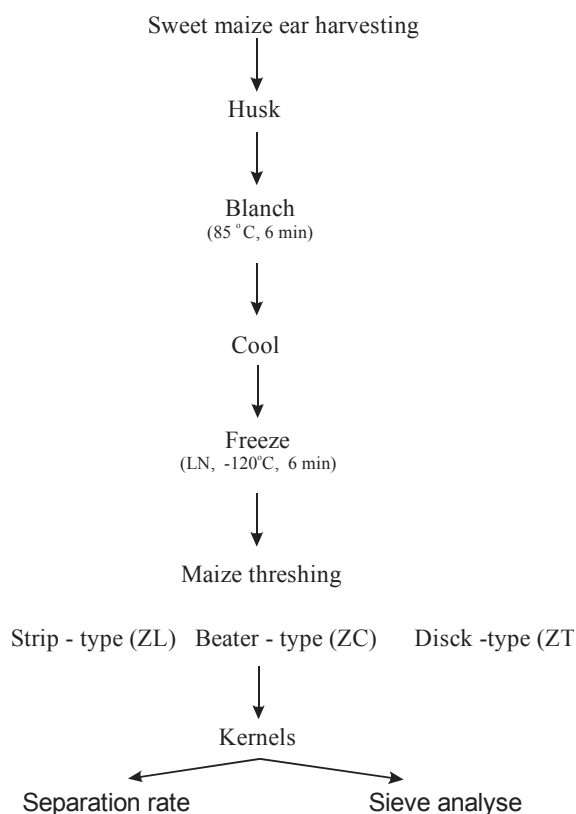 Sweet maize ear harvesting
Husk
Blanch
(85 °C, 6 min)
Cool
Freeze
(LN, -120°C, 6 min)
Maize threshing
Strip - type (ZL) Beater - type (ZC) Disck -type (ZT
Kernels
Separation rate Sieve analyse